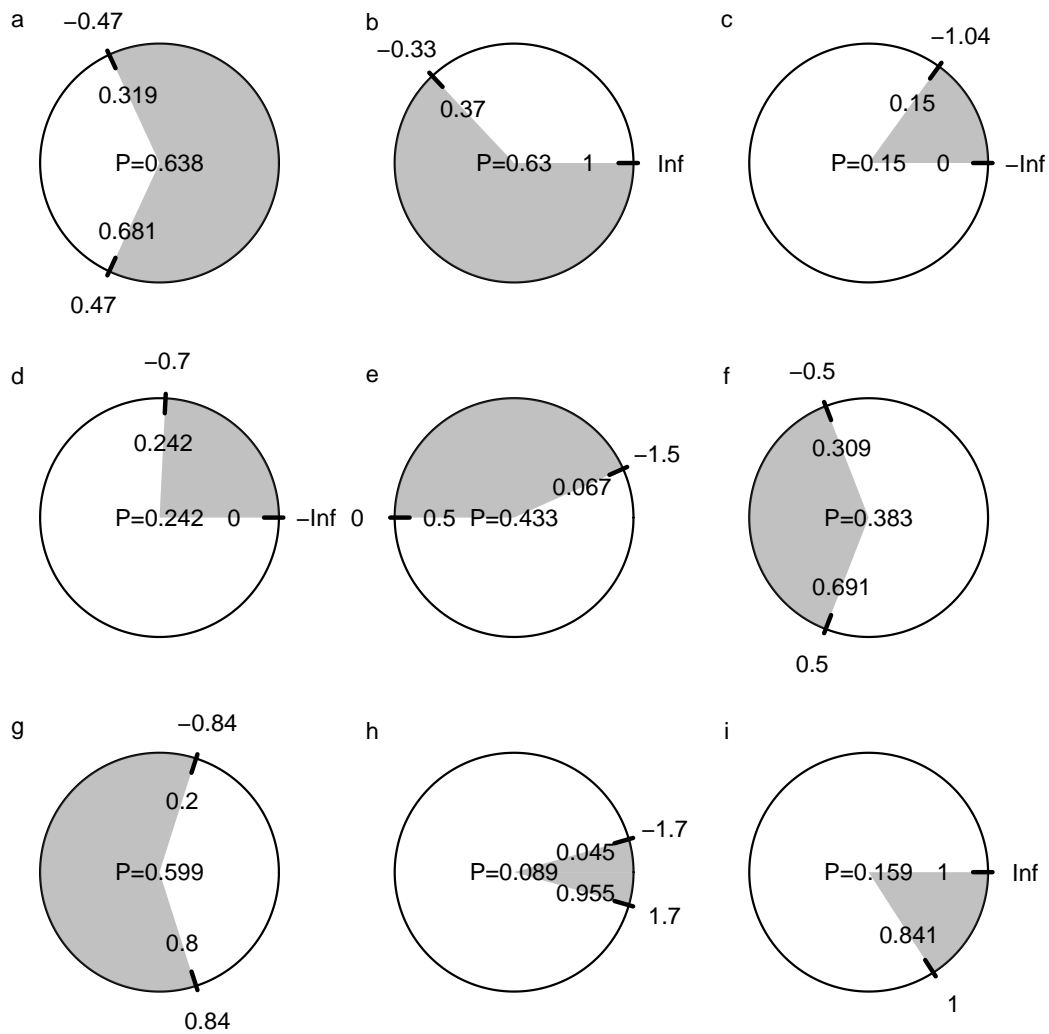 a
−0.47
0.319
P=0.638
0.681
0.47
b
−0.33
0.37
P=0.63
1
Inf
c
−1.04
0.15
P=0.15
0
−Inf
d
−0.7
0.242
P=0.242
0
−Inf
e
−1.5
0.067
0
0.5
P=0.433
f
−0.5
0.309
P=0.383
0.691
0.5
g
−0.84
0.2
P=0.599
0.8
0.84
h
−1.7
0.045
P=0.089
0.955
1.7
i
P=0.159
1
Inf
0.841
1